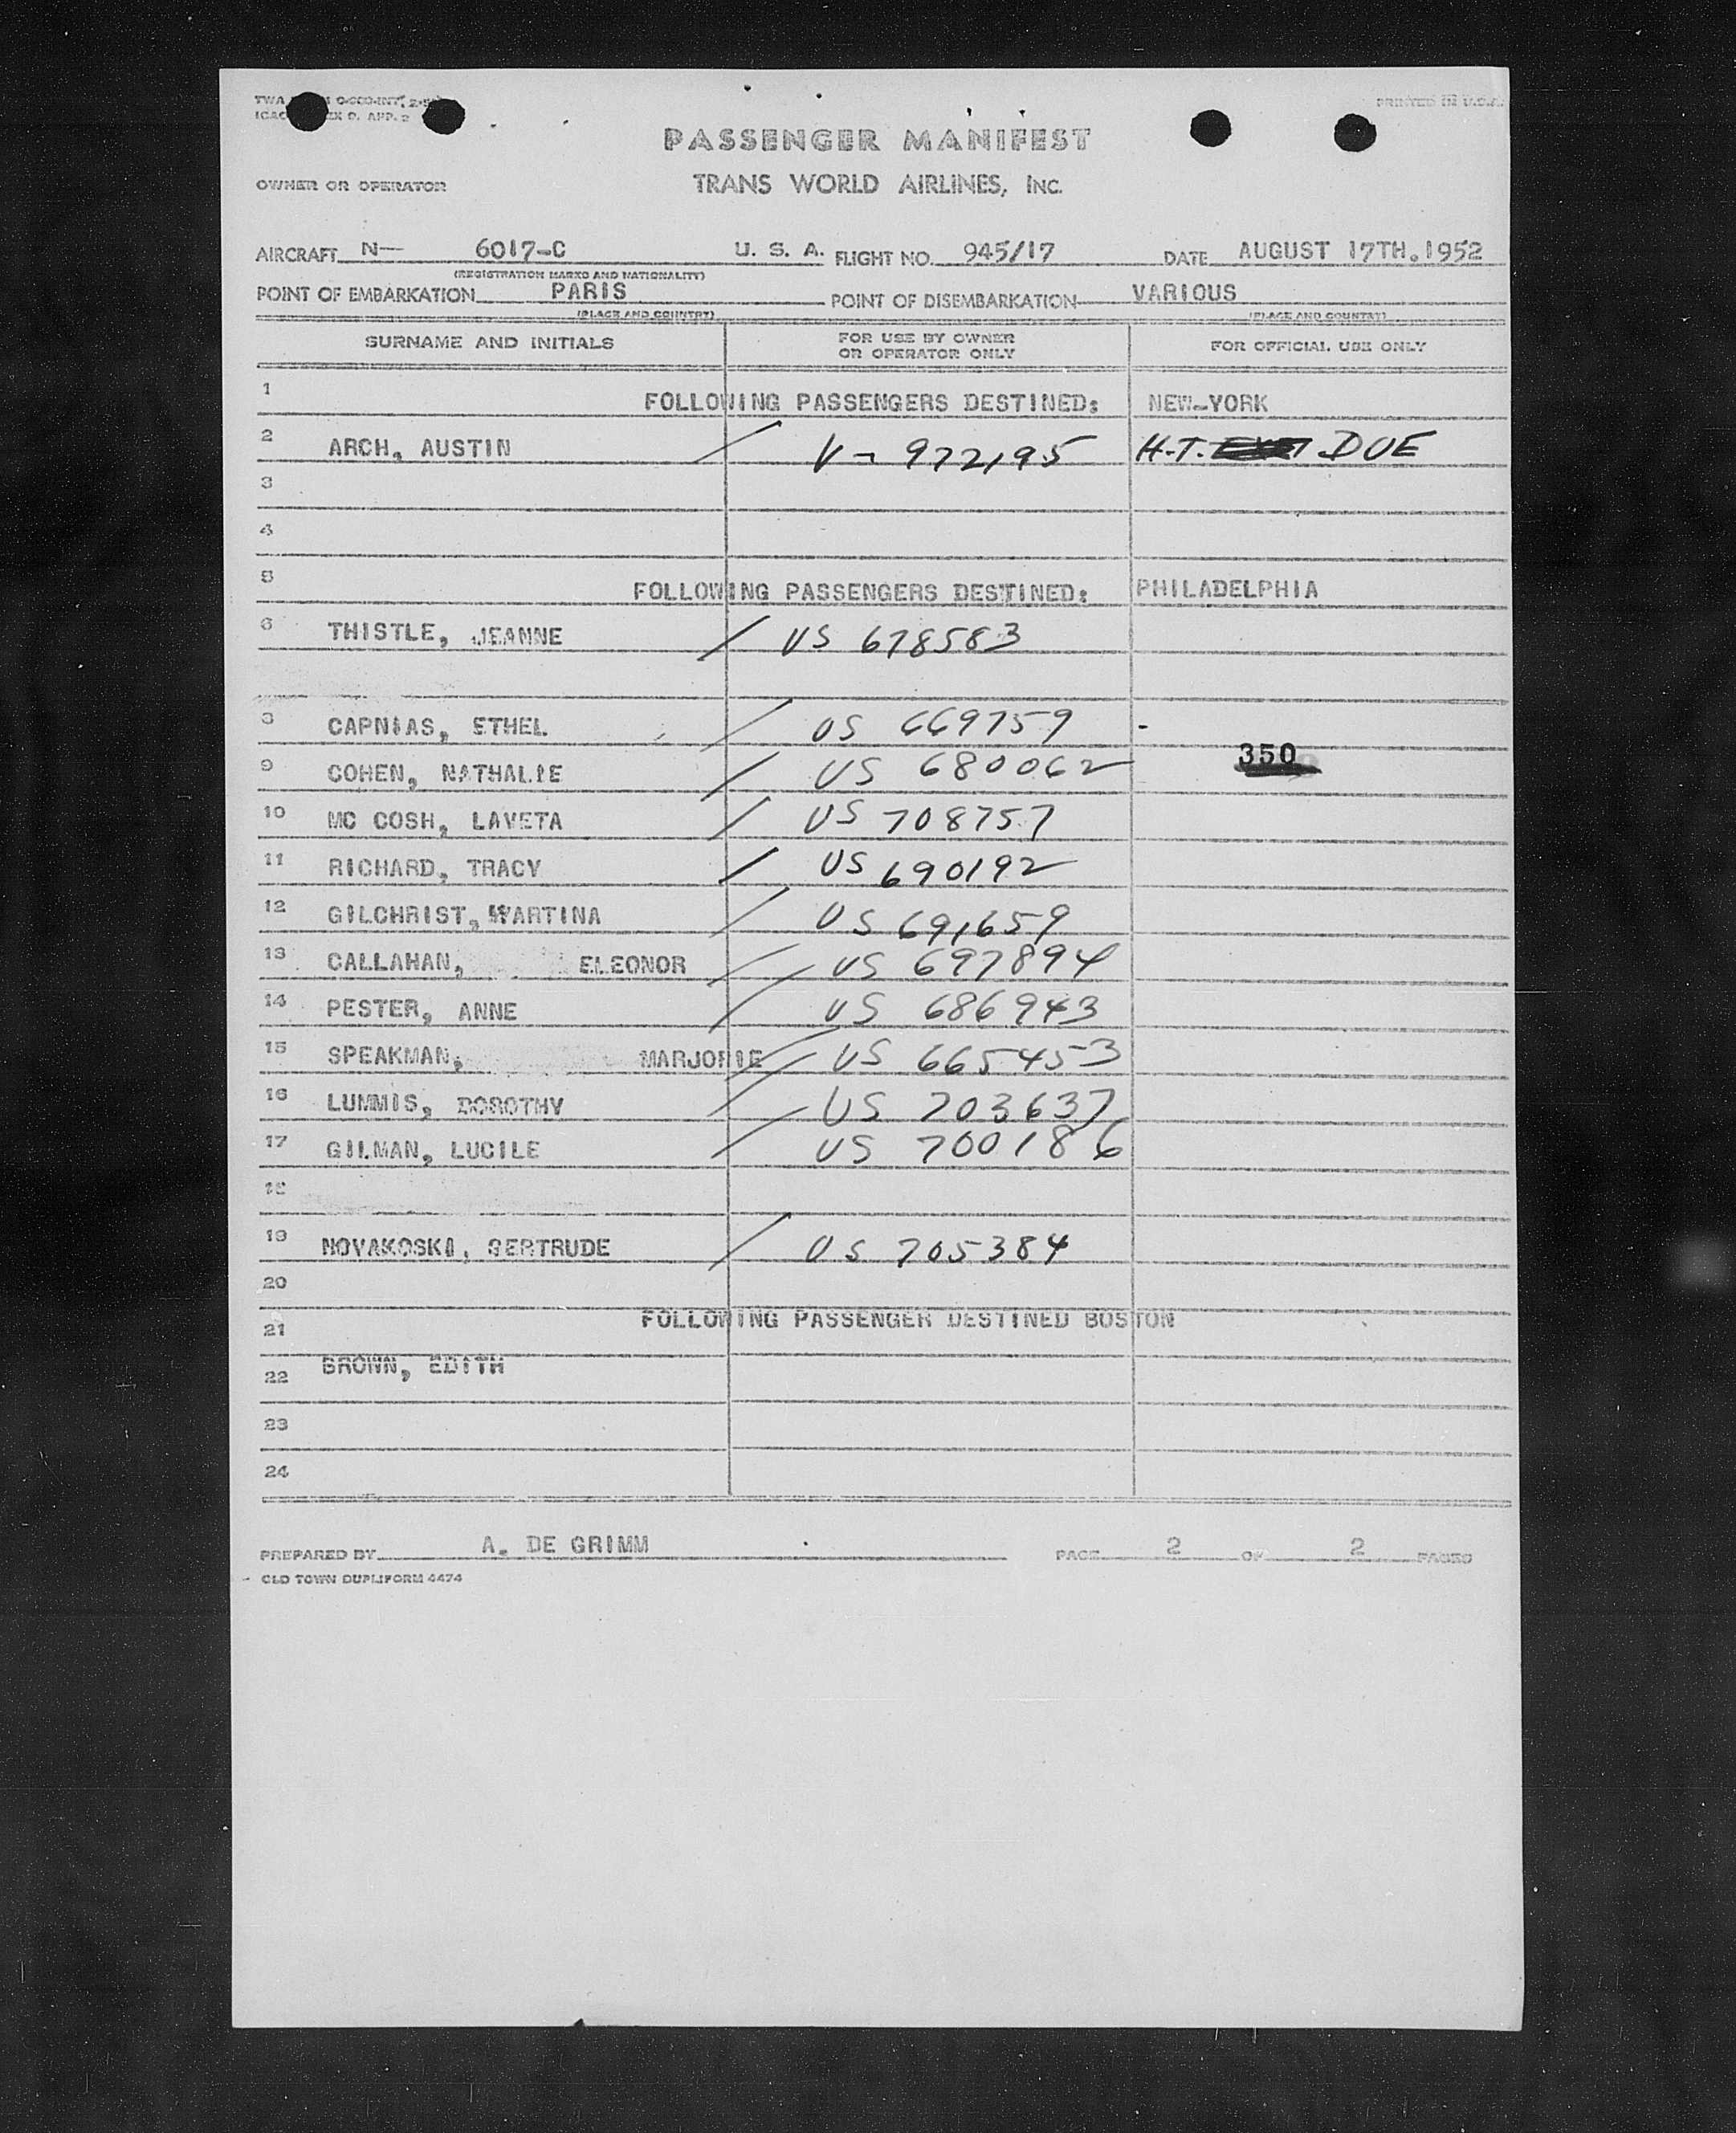 PRINTED IN U.S.A.
PASSENGER MANIFEST
OWNER OR OPERATOR TRANS WORLD AIRLINES, INC.
AIRCRAFT N- 6017-C U. S. A. FLIGHT NO. 945/17 DATE AUGUST 17TH.1952
(REGISTRATION MARKS AND NATIONALITY)
POINT OF EMBARKATION PARIS POINT OF DISEMBARKATION VARIOUS
(PLACE AND COUNTRY) (PLACE AND COUNTRY)
SURNAME AND INITIALS FOR USE BY OWNER OR OPERATOR ONLY FOR OFFICIAL USE ONLY
1 FOLLOWING PASSENGERS DESTINED: NEW-YORK
2 ARCH, AUSTIN / V- 972195 H.T. DUE
3
4
5 FOLLOWING PASSENGERS DESTINED: PHILADELPHIA
6 THISTLE, JEANNE / US 678583
8 CAPNIAS, ETHEL / US 669759 -
9 COHEN, NATHALIE / US 680062 350
10 MC COSH, LAVETA / US 708757
11 RICHARD, TRACY / US 690192
12 GILCHRIST, MARTINA / US 691659
13 CALLAHAN, ELEONOR / US 697894
14 PESTER, ANNE / US 686943
15 SPEAKMAN, MARJORIE / US 665453
16 LUMMIS, DOROTHY / US 703637
17 GILMAN, LUCILE / US 700186
18
19 NOVAKOSKI, GERTRUDE / US 705384
20
21 FOLLOWING PASSENGER DESTINED BOSTON
22 BROWN, EDITH
23
24
PREPARED BY A. DE GRIMM PAGE 2 OF 2 PAGES
OLD TOWN DUPLIFORM 4474